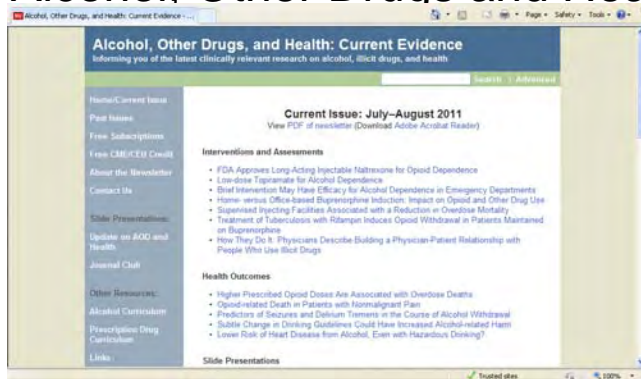 Alcohol, Other Drugs and Hea
Alcohol, Other Drugs, and Health: Current Evidence - ...
Page
Safety
Tools
Alcohol, Other Drugs, and Health: Current Evidence
Informing you of the latest clinically relevant research on alcohol, illicit drugs, and health
Search | Advanced
Home/Current Issue
Past Issues
Free Subscriptions
Free CME/CEU Credit
About the Newsletter
Contact Us
Slide Presentations:
Update on AOD and
Health
Journal Club
Other Resources:
Alcohol Curriculum
Prescription Drug
Curriculum
Links
Current Issue: July–August 2011
View PDF of newsletter (Download Adobe Acrobat Reader)
Interventions and Assessments
• FDA Approves Long-Acting Injectable Naltrexone for Opioid Dependence
• Low-dose Topiramate for Alcohol Dependence
• Brief Intervention May Have Efficacy for Alcohol Dependence in Emergency Departments
• Home- versus Office-based Buprenorphine Induction: Impact on Opioid and Other Drug Use
• Supervised Injecting Facilities Associated with a Reduction in Overdose Mortality
• Treatment of Tuberculosis with Rifampin Induces Opioid Withdrawal in Patients Maintained
on Buprenorphine
• How They Do It: Physicians Describe Building a Physician-Patient Relationship with
People Who Use Illicit Drugs
Health Outcomes
• Higher Prescribed Opioid Doses Are Associated with Overdose Deaths
• Opioid-related Death in Patients with Nonmalignant Pain
• Predictors of Seizures and Delirium Tremens in the Course of Alcohol Withdrawal
• Subtle Change in Drinking Guidelines Could Have Increased Alcohol-related Harm
• Lower Risk of Heart Disease from Alcohol, Even with Hazardous Drinking?
Slide Presentations
Trusted sites
100%